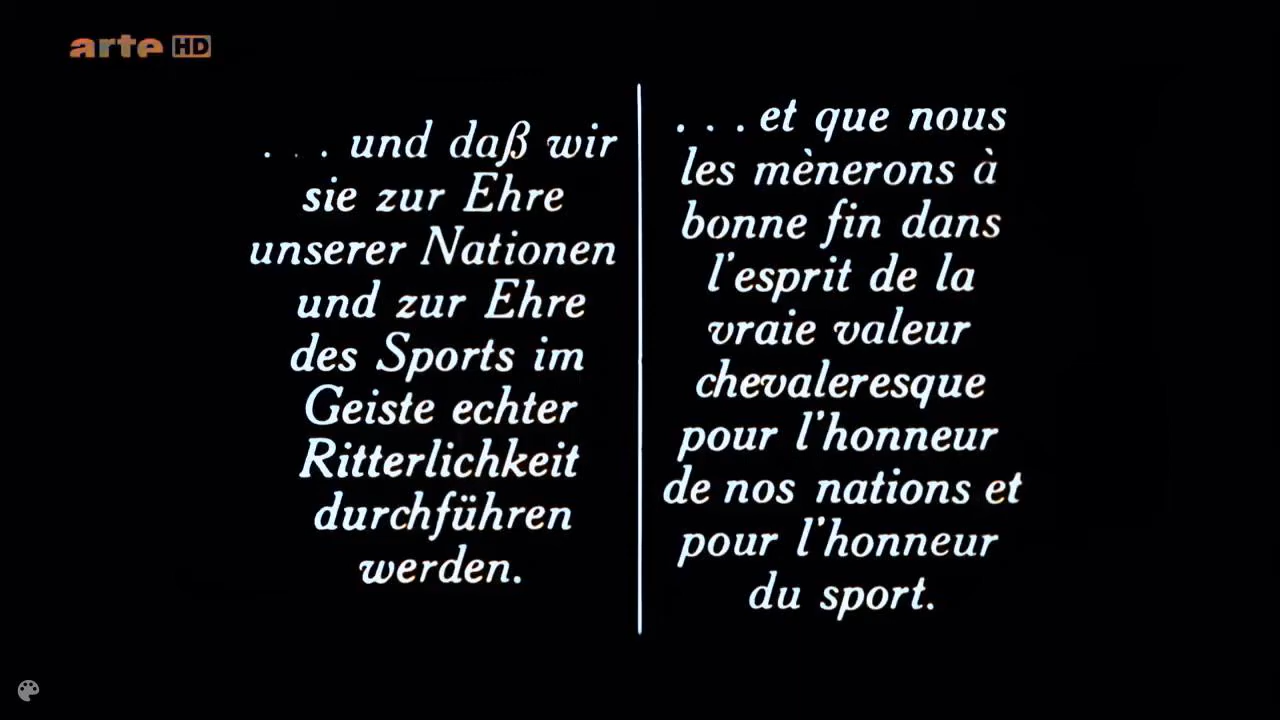 arte HD
. . . und daß wir
sie zur Ehre
unserer Nationen
und zur Ehre
des Sports im
Geiste echter
Ritterlichkeit
durchführen
werden.
. . . et que nous
les mènerons à
bonne fin dans
l'esprit de la
vraie valeur
chevaleresque
pour l'honneur
de nos nations et
pour l'honneur
du sport.